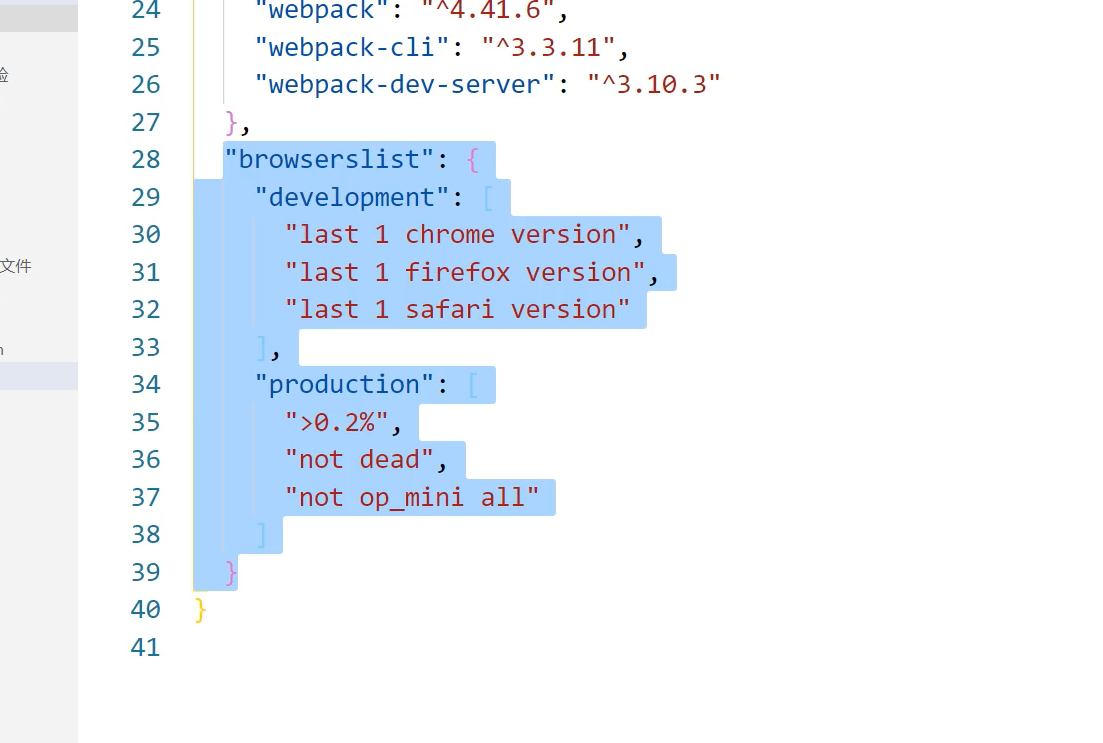 验
文件
n
24 "webpack": "^4.41.6",
25 "webpack-cli": "^3.3.11",
26 "webpack-dev-server": "^3.10.3"
27 },
28 "browserslist": {
29 "development": [
30 "last 1 chrome version",
31 "last 1 firefox version",
32 "last 1 safari version"
33 ],
34 "production": [
35 ">0.2%",
36 "not dead",
37 "not op_mini all"
38 ]
39 }
40 }
41